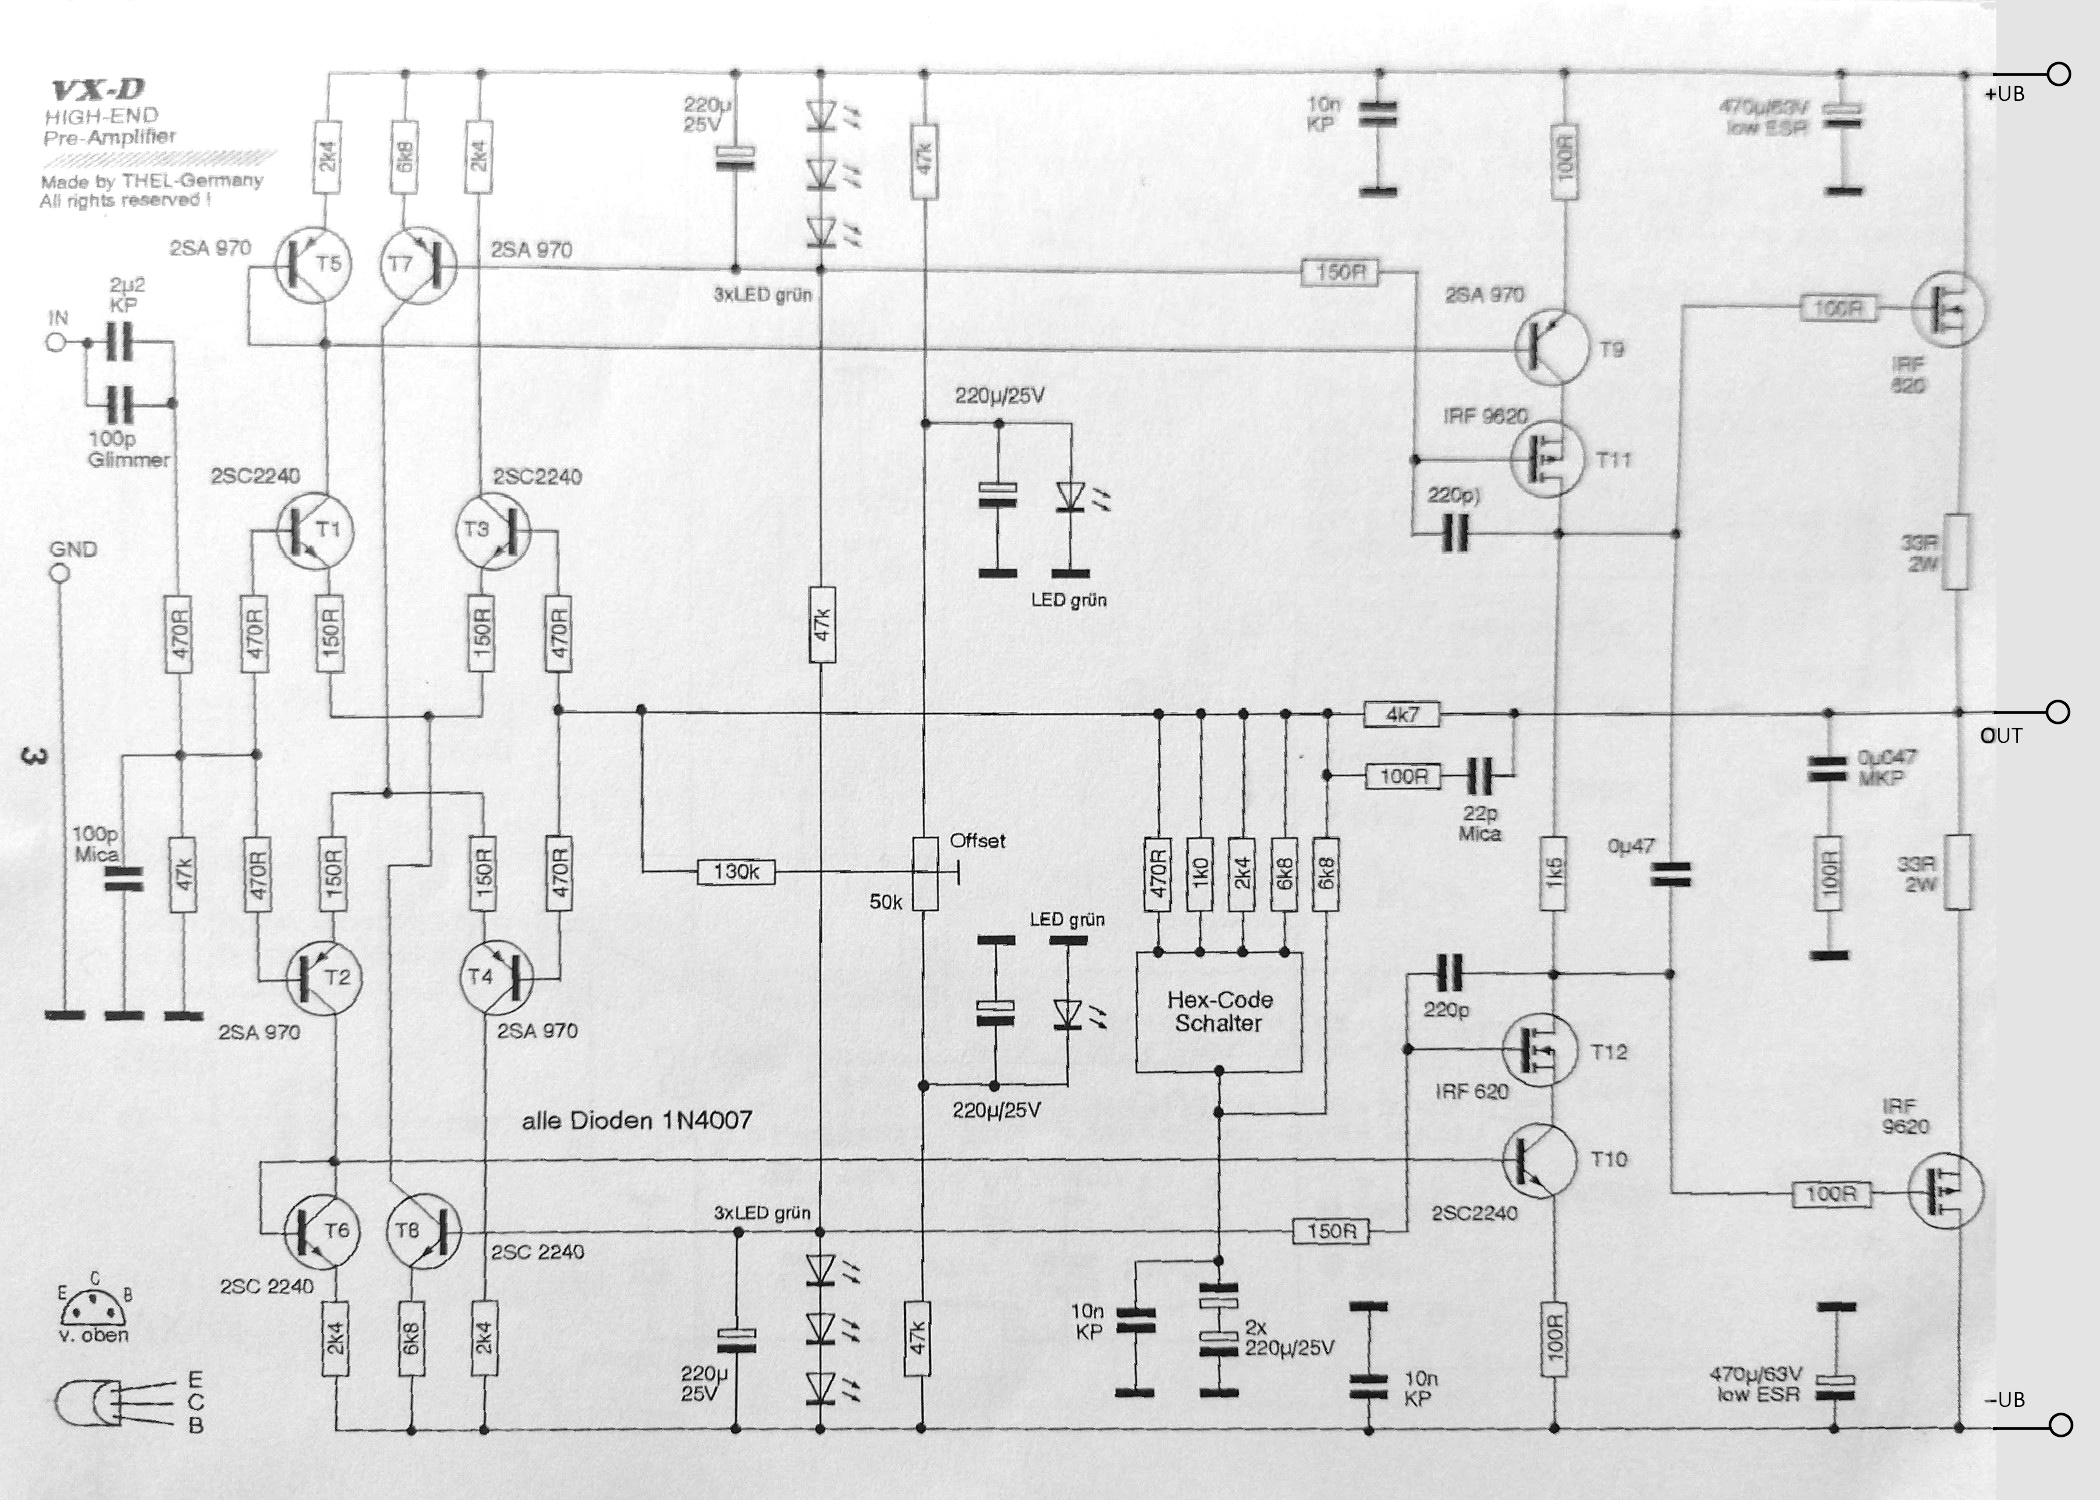 VX-D
HIGH-END
Pre-Amplifier
Made by THEL-Germany
All rights reserved !
220µ
25V
10n
KP
470µ/63V
low ESR
+UB
2k4
6k8
2k4
47k
100R
2SA 970
T5
T7
2SA 970
3xLED grün
150R
2SA 970
T9
100R
IRF
620
2µ2
KP
IN
100p
Glimmer
220µ/25V
IRF 9620
T11
220p)
2SC2240
T1
T3
2SC2240
GND
LED grün
33R
2W
470R
470R
150R
150R
470R
47k
4k7
OUT
3
100R
22p
Mica
0µ047
MKP
100p
Mica
47k
470R
150R
150R
470R
130k
Offset
50k
470R
1k0
2k4
6k8
6k8
1k5
0µ47
100R
33R
2W
LED grün
T2
T4
2SA 970
2SA 970
Hex-Code
Schalter
220p
T12
IRF 620
220µ/25V
alle Dioden 1N4007
IRF
9620
T10
2SC2240
100R
3xLED grün
150R
T6
T8
2SC 2240
2SC 2240
C
E
B
v. oben
2k4
6k8
2k4
220µ
25V
47k
10n
KP
2x
220µ/25V
10n
KP
100R
470µ/63V
low ESR
E
C
B
–UB